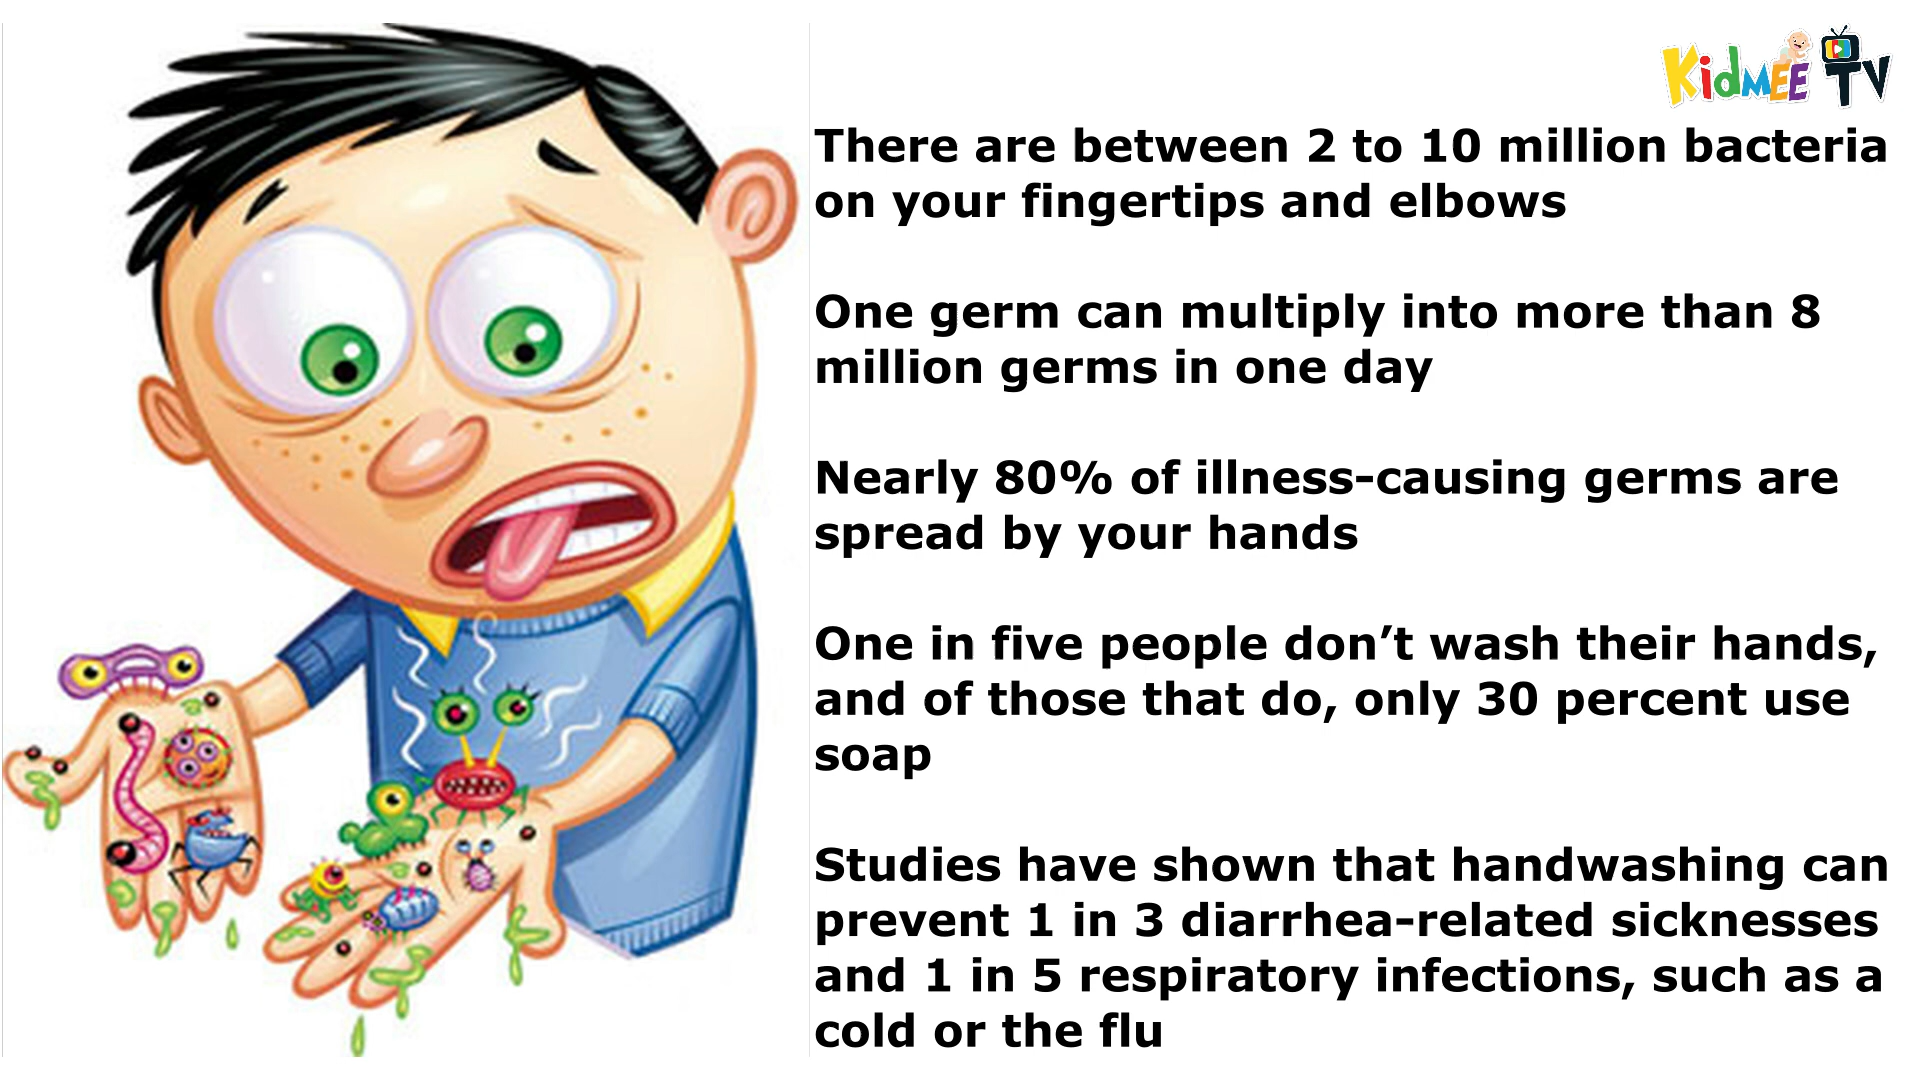 KidMEE TV
There are between 2 to 10 million bacteria
on your fingertips and elbows
One germ can multiply into more than 8
million germs in one day
Nearly 80% of illness-causing germs are
spread by your hands
One in five people don’t wash their hands,
and of those that do, only 30 percent use
soap
Studies have shown that handwashing can
prevent 1 in 3 diarrhea-related sicknesses
and 1 in 5 respiratory infections, such as a
cold or the flu